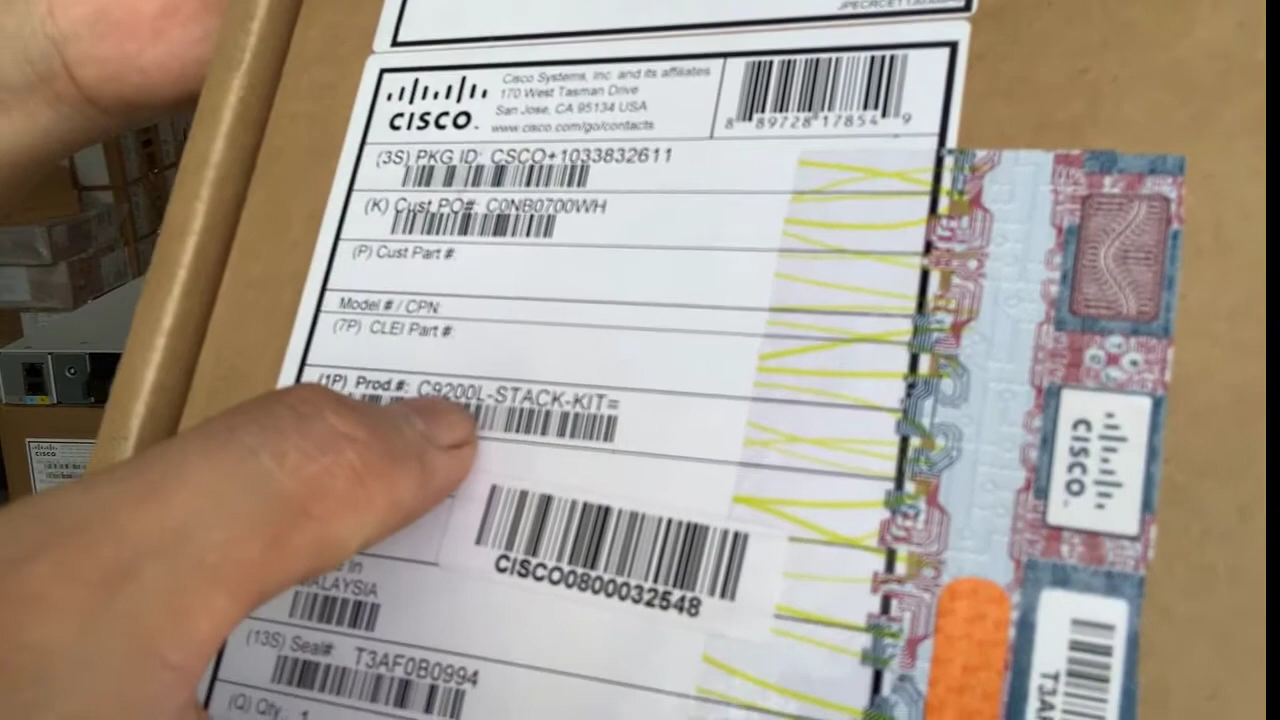 Cisco Systems, Inc. and its affiliates
170 West Tasman Drive
San Jose, CA 95134 USA
www.cisco.com/go/contacts
CISCO.
8 89728 17854 9
(3S) PKG ID: CSCO+1033832611
(K) Cust PO#: C0NB0700WH
(P) Cust Part #:
Model # / CPN:
(7P) CLEI Part #:
(1P) Prod.#: C9200L-STACK-KIT=
CISCO0800032548
In
MALAYSIA
(13S) Seal# T3AF0B0994
(Q) Qty. 1
CISCO